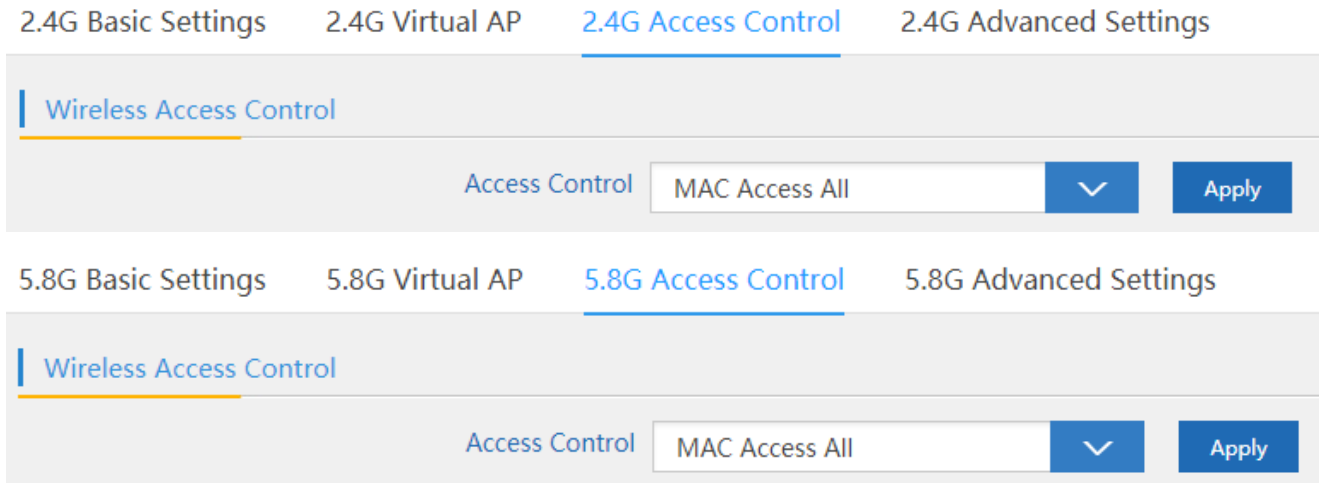 2.4G Basic Settings 2.4G Virtual AP 2.4G Access Control 2.4G Advanced Settings
Wireless Access Control
Access Control MAC Access All Apply
5.8G Basic Settings 5.8G Virtual AP 5.8G Access Control 5.8G Advanced Settings
Wireless Access Control
Access Control MAC Access All Apply